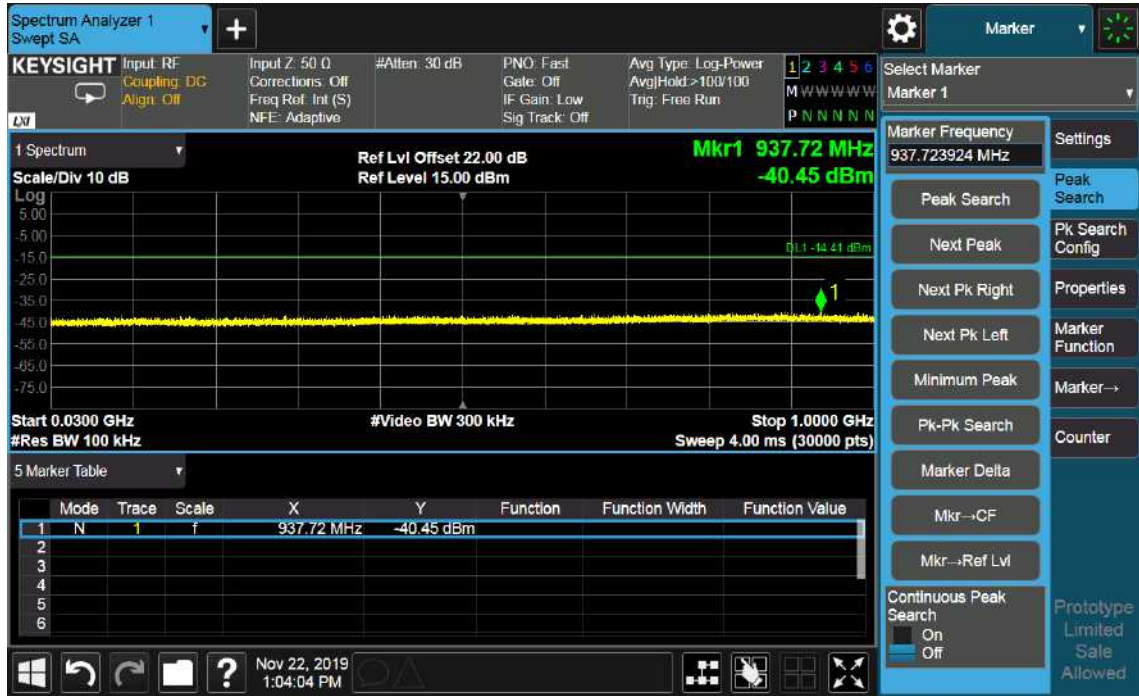 Spectrum Analyzer 1
Swept SA
+
Marker
KEYSIGHT
LXI
Input: RF
Coupling: DC
Align: Off
Input Z: 50 Ω
Corrections: Off
Freq Ref: Int (S)
NFE: Adaptive
#Atten: 30 dB
PNO: Fast
Gate: Off
IF Gain: Low
Sig Track: Off
Avg Type: Log-Power
Avg|Hold:>100/100
Trig: Free Run
1 2 3 4 5 6
M W W W W W
P N N N N N
Select Marker
Marker 1
1 Spectrum
Scale/Div 10 dB
Ref Lvl Offset 22.00 dB
Ref Level 15.00 dBm
Mkr1 937.72 MHz
-40.45 dBm
Log
5.00
-5.00
-15.0
-25.0
-35.0
-45.0
-55.0
-65.0
-75.0
DL1 -14.41 dBm
1
Start 0.0300 GHz
#Res BW 100 kHz
#Video BW 300 kHz
Stop 1.0000 GHz
Sweep 4.00 ms (30000 pts)
5 Marker Table
Mode Trace Scale X Y Function Function Width Function Value
1 N 1 f 937.72 MHz -40.45 dBm
2
3
4
5
6
Marker Frequency
937.723924 MHz
Peak Search
Next Peak
Next Pk Right
Next Pk Left
Minimum Peak
Pk-Pk Search
Marker Delta
Mkr→CF
Mkr→Ref Lvl
Continuous Peak
Search
On
Off
Settings
Peak
Search
Pk Search
Config
Properties
Marker
Function
Marker→
Counter
Prototype
Limited
Sale
Allowed
?
Nov 22, 2019
1:04:04 PM